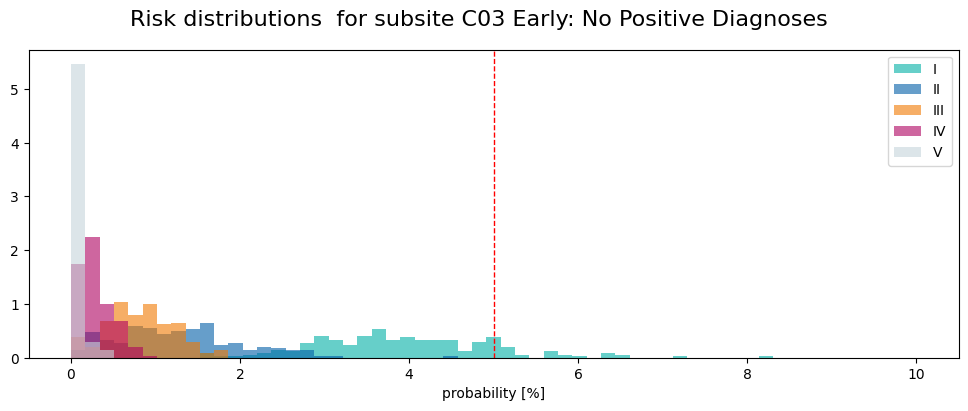 Risk distributions  for subsite C03 Early: No Positive Diagnoses
5
4
3
2
1
0
I
II
III
IV
V
0 2 4 6 8 10
probability [%]